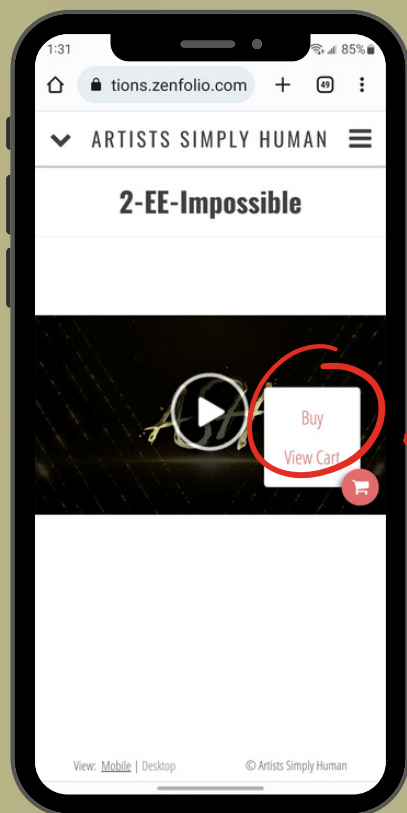 1:31
85%
tions.zenfolio.com
49
ARTISTS SIMPLY HUMAN
2-EE-Impossible
ASH
Buy
View Cart
View: Mobile | Desktop
© Artists Simply Human